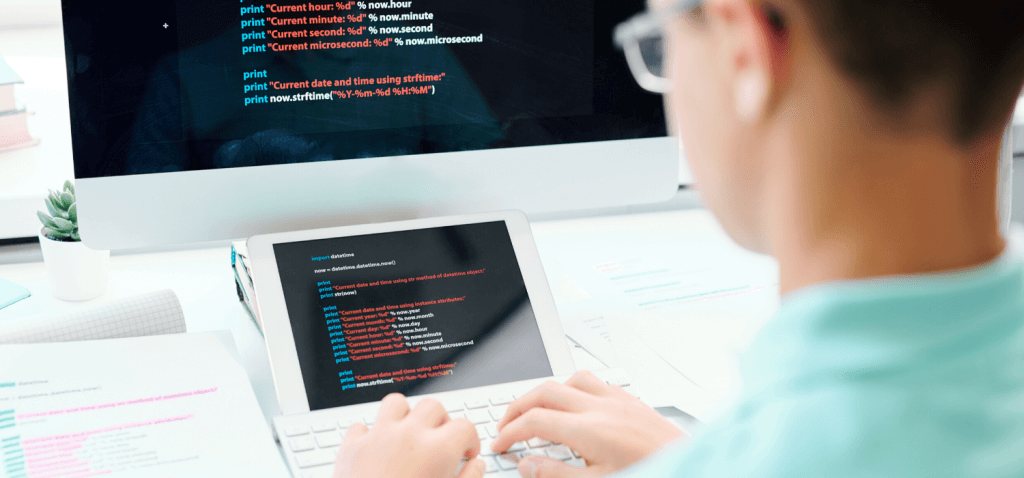 print "Current hour: %d" % now.hour
print "Current minute: %d" % now.minute
print "Current second: %d" % now.second
print "Current microsecond: %d" % now.microsecond
print
print "Current date and time using strftime:"
print now.strftime("%Y-%m-%d %H:%M")
import datetime
now = datetime.datetime.now()
print
print "Current date and time using str method of datetime object:"
print str(now)
print
print "Current date and time using instance attributes:"
print "Current year: %d" % now.year
print "Current month: %d" % now.month
print "Current day: %d" % now.day
print "Current hour: %d" % now.hour
print "Current minute: %d" % now.minute
print "Current second: %d" % now.second
print "Current microsecond: %d" % now.microsecond
print
print "Current date and time using strftime:"
print now.strftime("%Y-%m-%d %H:%M")